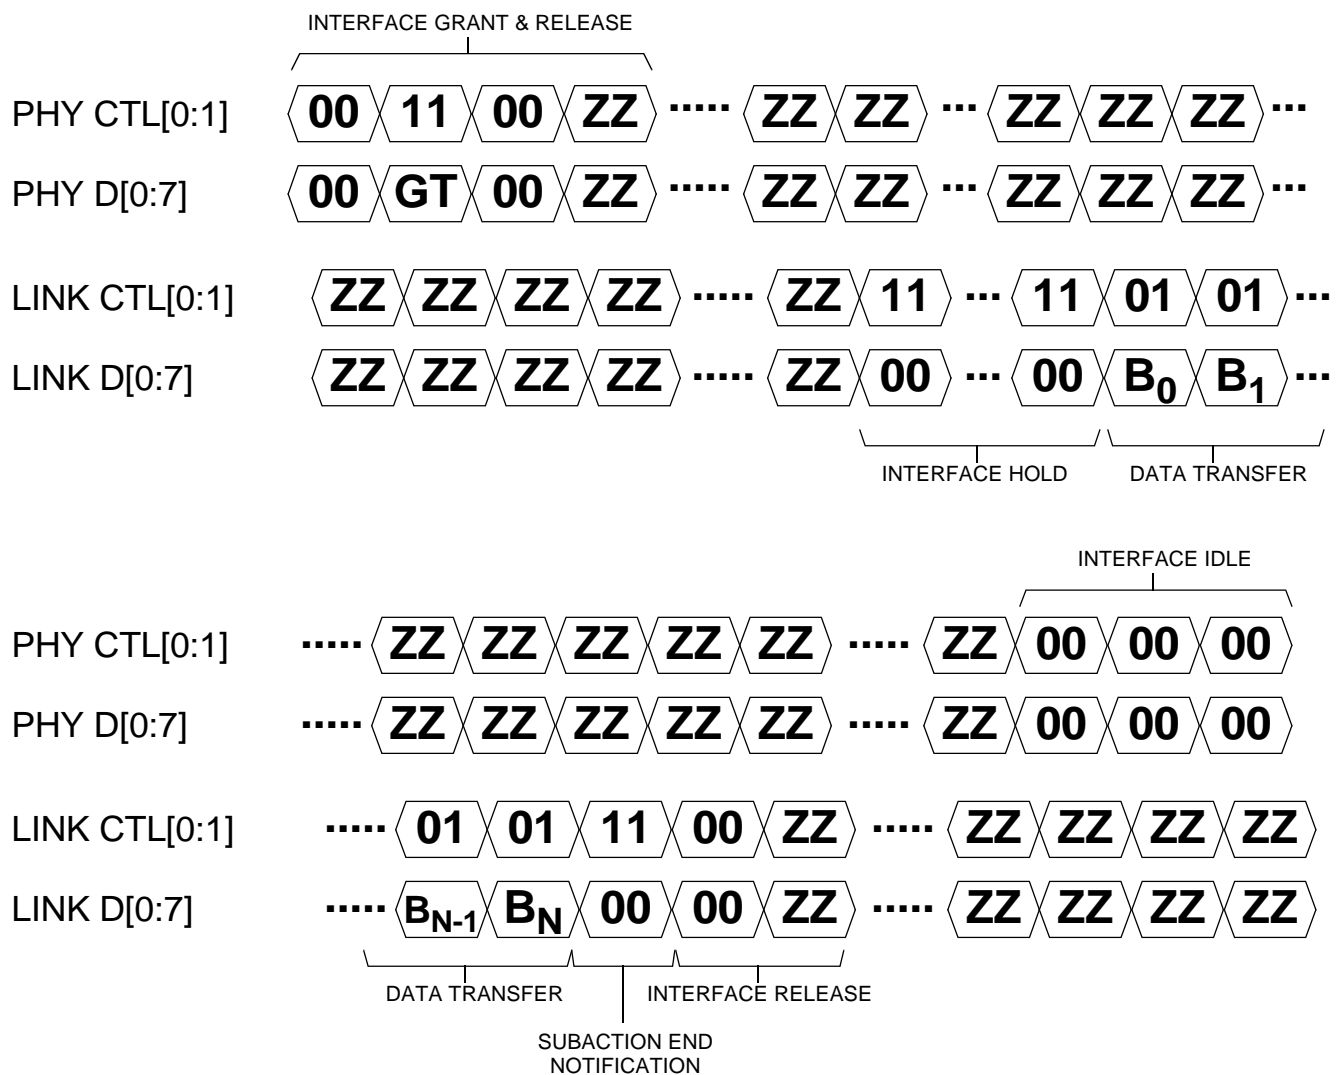 INTERFACE GRANT & RELEASE
PHY CTL[0:1] 00 11 00 ZZ ..... ZZ ZZ ... ZZ ZZ ZZ ...
PHY D[0:7] 00 GT 00 ZZ ..... ZZ ZZ ... ZZ ZZ ZZ ...
LINK CTL[0:1] ZZ ZZ ZZ ZZ ..... ZZ 11 ... 11 01 01 ...
LINK D[0:7] ZZ ZZ ZZ ZZ ..... ZZ 00 ... 00 B0 B1 ...
INTERFACE HOLD DATA TRANSFER
INTERFACE IDLE
PHY CTL[0:1] ..... ZZ ZZ ZZ ZZ ZZ ..... ZZ 00 00 00
PHY D[0:7] ..... ZZ ZZ ZZ ZZ ZZ ..... ZZ 00 00 00
LINK CTL[0:1] ..... 01 01 11 00 ZZ ..... ZZ ZZ ZZ ZZ
LINK D[0:7] ..... BN-1 BN 00 00 ZZ ..... ZZ ZZ ZZ ZZ
DATA TRANSFER INTERFACE RELEASE
SUBACTION END
NOTIFICATION